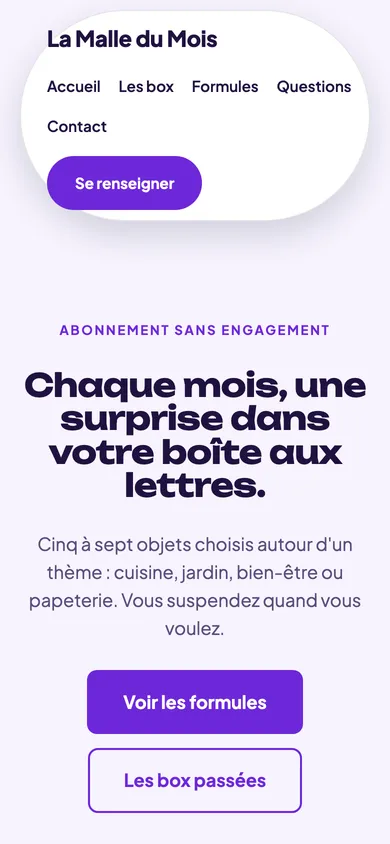 La Malle du Mois
Accueil Les box Formules Questions
Contact
Se renseigner
ABONNEMENT SANS ENGAGEMENT
Chaque mois, une
surprise dans
votre boîte aux
lettres.
Cinq à sept objets choisis autour d'un
thème : cuisine, jardin, bien-être ou
papeterie. Vous suspendez quand vous
voulez.
Voir les formules
Les box passées